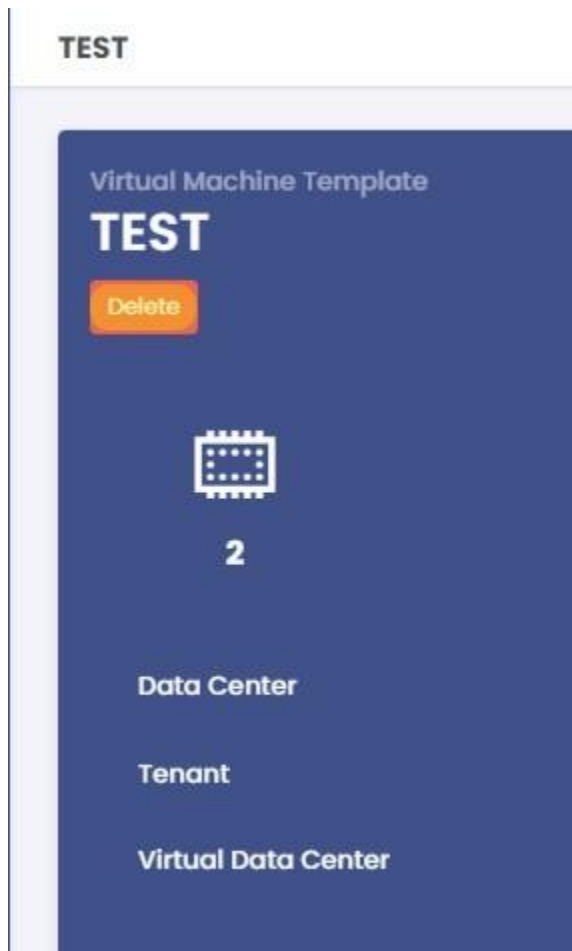 TEST
Virtual Machine Template
TEST
Delete
2
Data Center
Tenant
Virtual Data Center